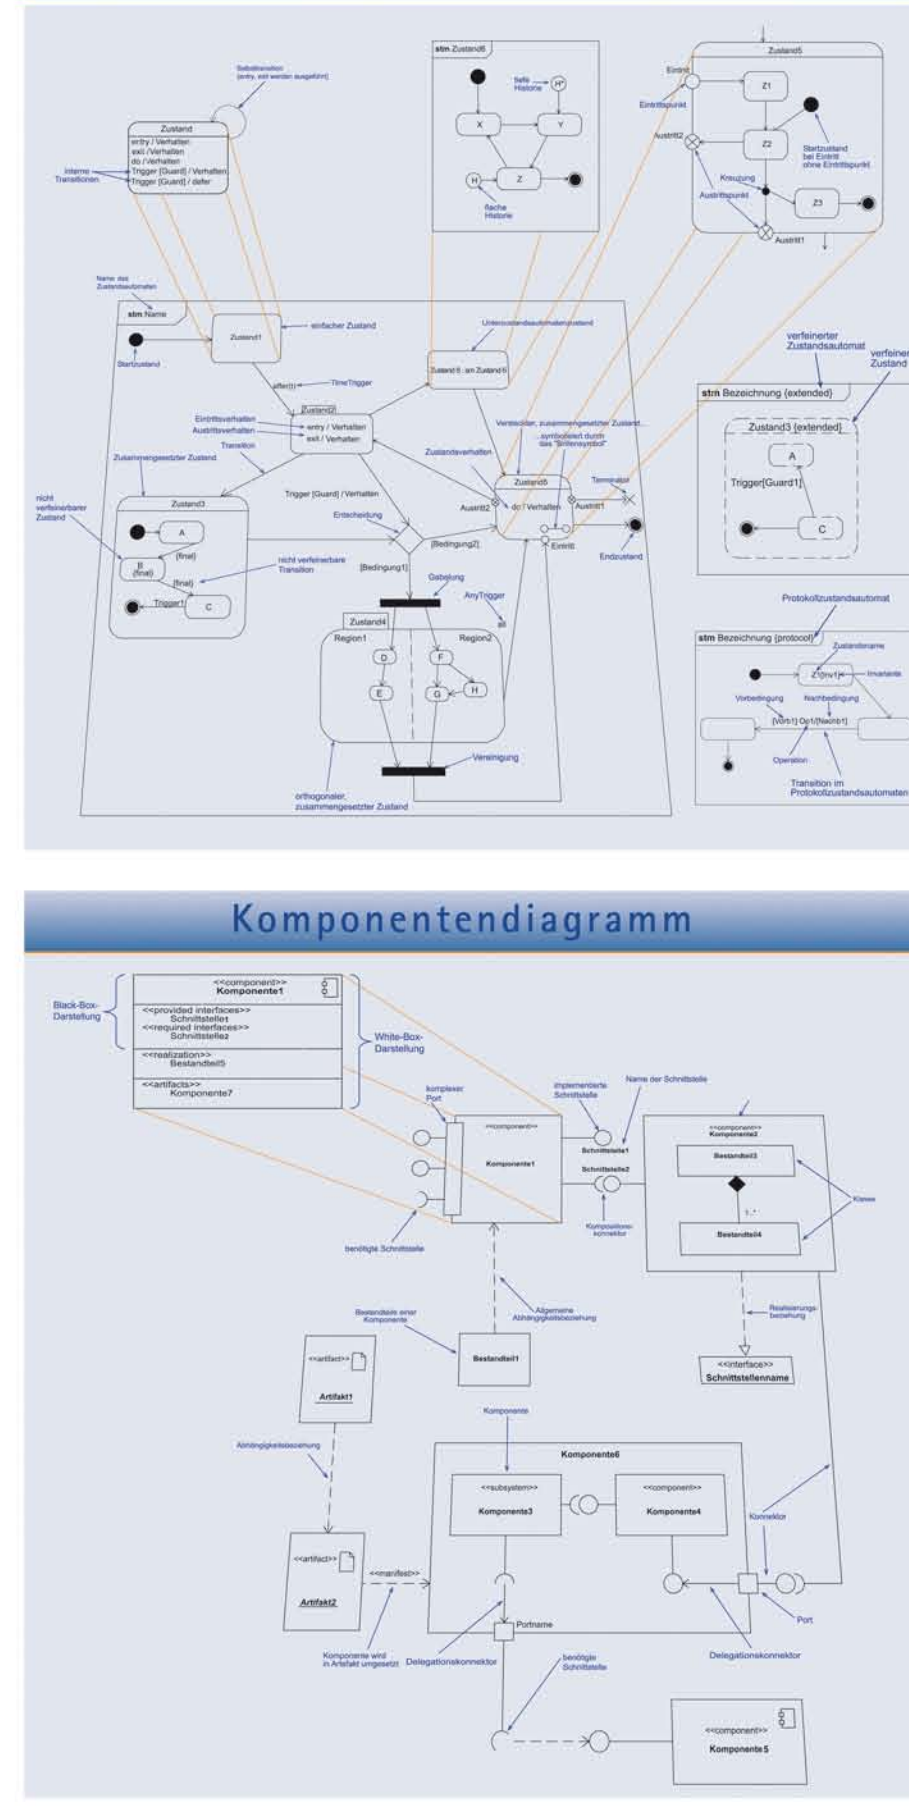 Selbsttransition
(entry, exit werden ausgeführt)
Zustand
entry / Verhalten
exit / Verhalten
do / Verhalten
Trigger [Guard] / Verhalten
Trigger [Guard] / defer
interne
Transitionen
stm Zustand6
tiefe
Historie
H*
X
Y
Z
H
flache
Historie
Zustand5
Eintritt
Eintrittspunkt
Z1
Austritt2
Z2
Startzustand
bei Eintritt
ohne Eintrittspunkt
Kreuzung
Austrittspunkt
Z3
Austritt1
Name des
Zustandsautomaten
stm Name
Startzustand
Zustand1
einfacher Zustand
Unterzustandsautomatenzustand
Zustand 6 : am Zustand 6
after(t)
TimeTrigger
Zustand2
entry / Verhalten
exit / Verhalten
Eintrittsverhalten
Austrittsverhalten
Transition
Zusammengesetzter Zustand
Versteckter, zusammengesetzter Zustand...
...symbolisiert durch
das "Brillensymbol"
Zustandsverhalten
nicht
verfeinerbarer
Zustand
Zustand3
A
{final}
B
{final}
{final}
Trigger1
C
nicht verfeinerbare
Transition
Trigger [Guard] / Verhalten
Entscheidung
[Bedingung2]
[Bedingung1]
Zustand5
do / Verhalten
Austritt2
Austritt1
Terminator
Eintritt
Endzustand
Gabelung
AnyTrigger
all
Zustand4
Region1
Region2
D
F
E
G
H
Vereinigung
orthogonaler,
zusammengesetzter Zustand
verfeinerter
Zustandsautomat
verfeiner
Zustand
stm Bezeichnung {extended}
Zustand3 {extended}
A
Trigger[Guard1]
C
Protokollzustandsautomat
stm Bezeichnung {protocol}
Zustandsname
Z1[Inv1]
Invariante
Vorbedingung
Nachbedingung
[Vorb1] Op1/[Nachb1]
Operation
Transition im
Protokollzustandsautomaten
Komponentendiagramm
Black-Box-
Darstellung
<<component>>
Komponente1
<<provided interfaces>>
Schnittstelle1
<<required interfaces>>
Schnittstelle2
<<realization>>
Bestandteil5
<<artifacts>>
Komponente7
White-Box-
Darstellung
komplexer
Port
<<component>>
Komponente1
implementierte
Schnittstelle
Name der Schnittstelle
Schnittstelle1
Schnittstelle2
Kompositions-
konnektor
<<component>>
Komponente2
Bestandteil3
1..*
Bestandteil4
Klasse
benötigte Schnittstelle
Allgemeine
Abhängigkeitsbeziehung
Bestandteile einer
Komponente
Bestandteil1
Realisierungs-
beziehung
<<interface>>
Schnittstellenname
<<artifact>>
Artifakt1
Abhängigkeitsbeziehung
<<artifact>>
Artifakt2
<<manifest>>
Komponente wird
in Artefakt umgesetzt
Komponente
Komponente6
<<subsystem>>
Komponente3
<<component>>
Komponente4
Konnektor
Port
Portname
Delegationskonnektor
Delegationskonnektor
benötigte
Schnittstelle
<<component>>
Komponente5